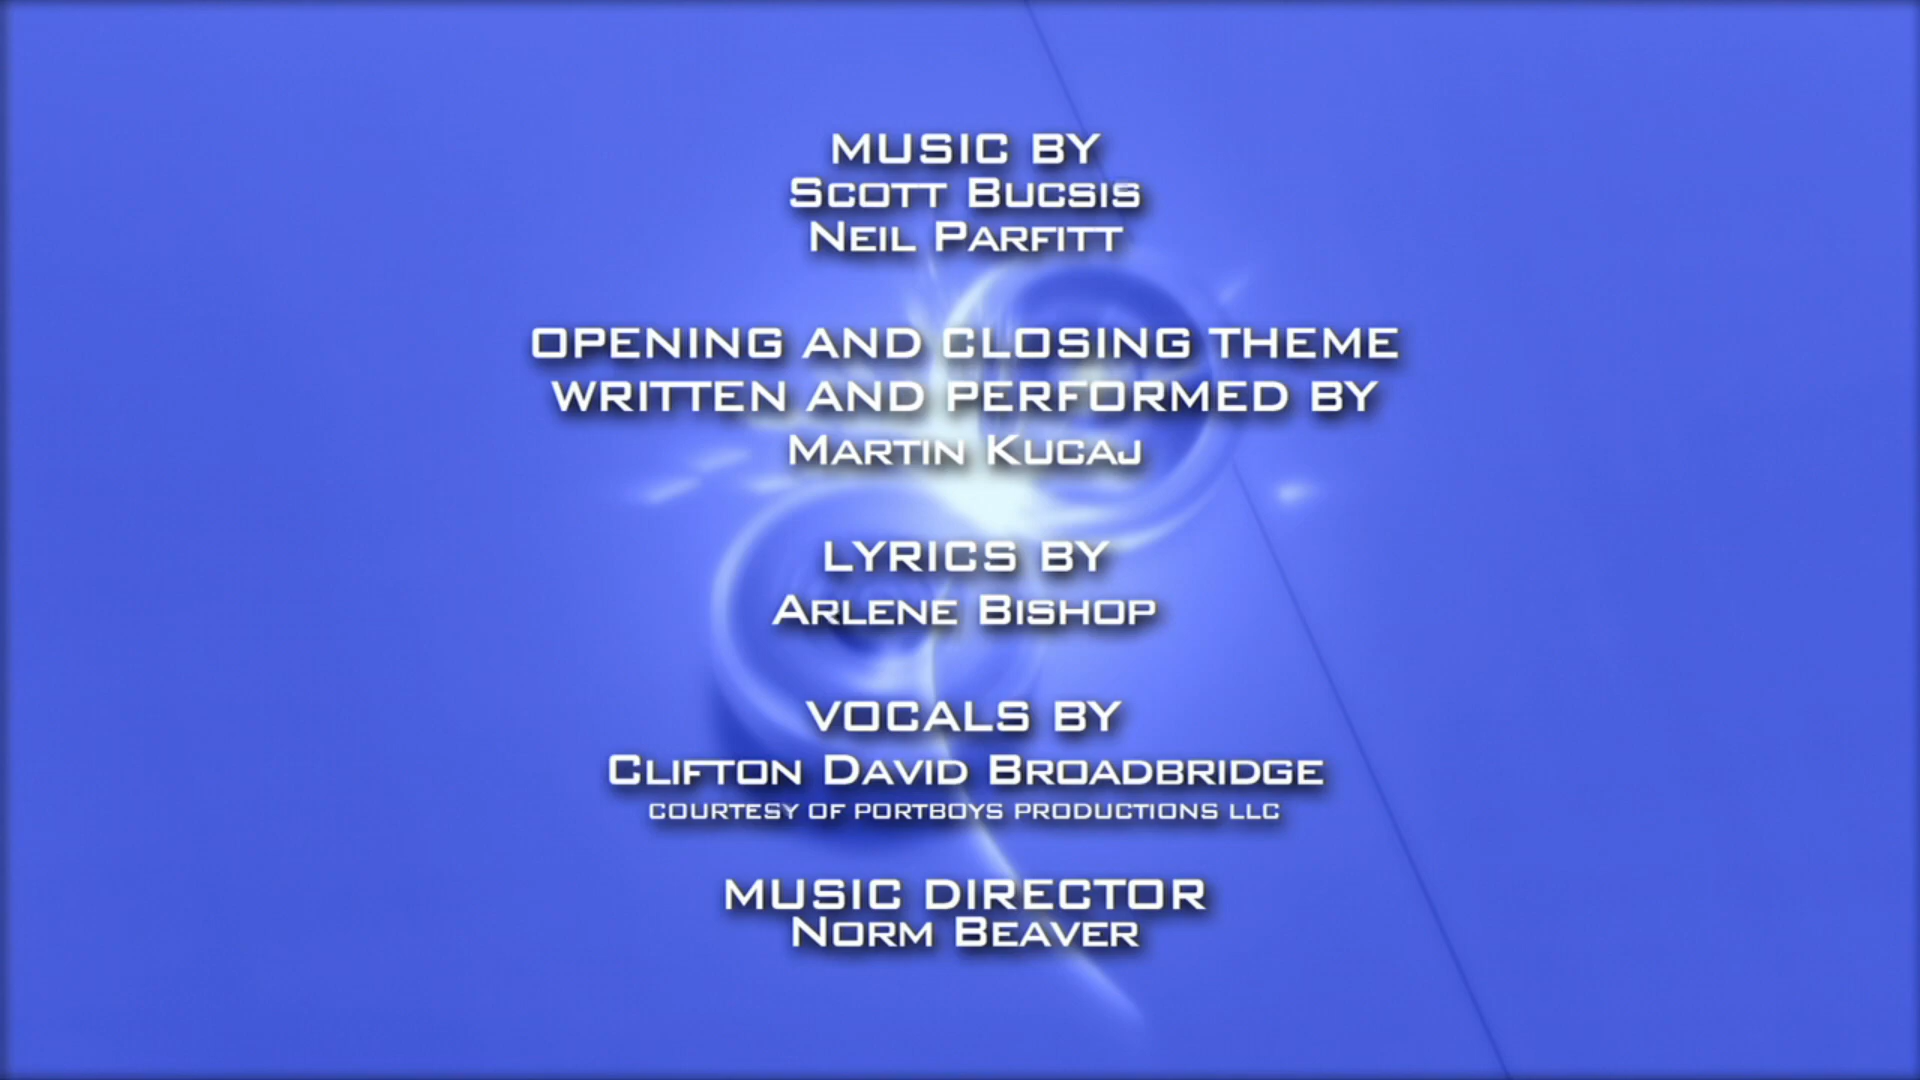 MUSIC BY
SCOTT BUCSIS
NEIL PARFITT
OPENING AND CLOSING THEME
WRITTEN AND PERFORMED BY
MARTIN KUCAJ
LYRICS BY
ARLENE BISHOP
VOCALS BY
CLIFTON DAVID BROADBRIDGE
COURTESY OF PORTBOYS PRODUCTIONS LLC
MUSIC DIRECTOR
NORM BEAVER